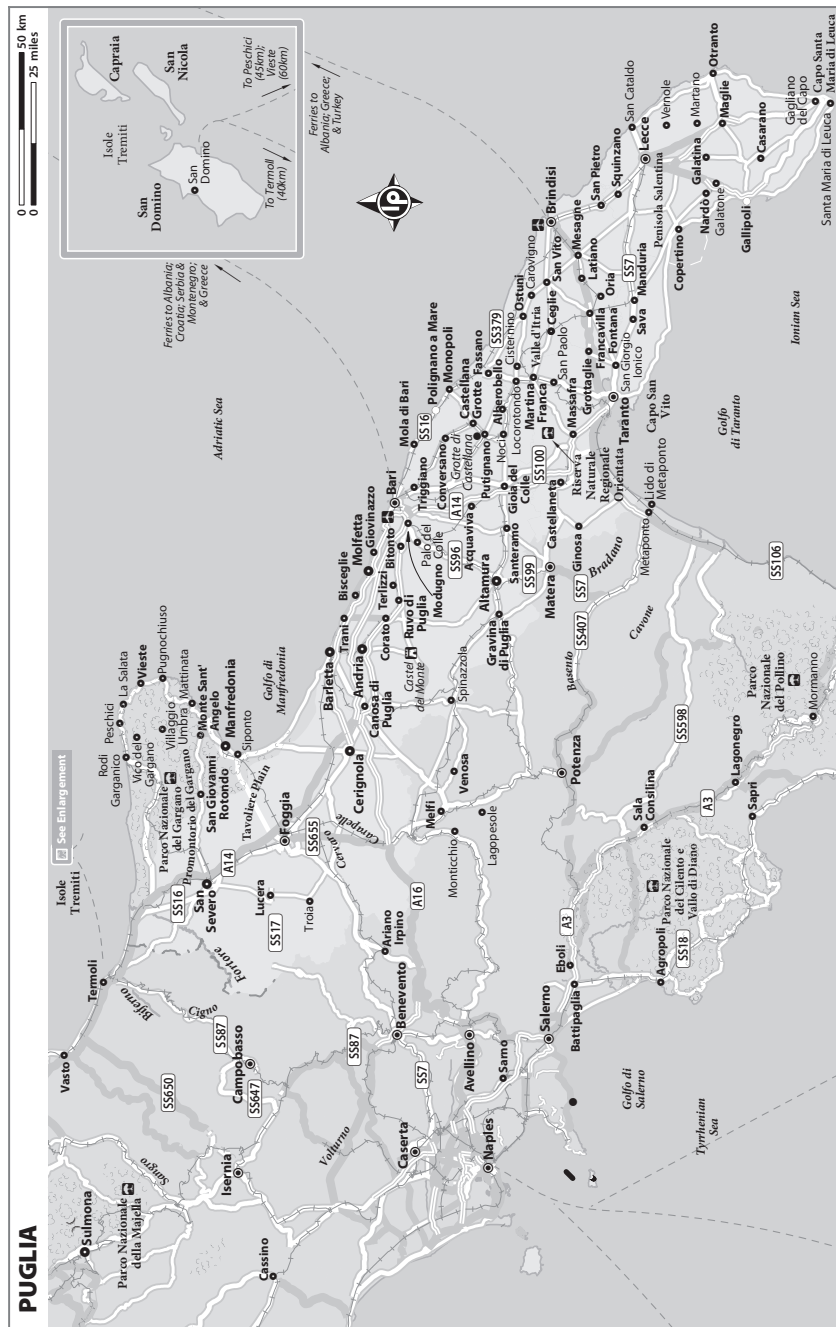 PUGLIA
0 50 km
0 25 miles
Isole
Tremiti
Capraia
San
Nicola
San
Domino
San
Domino
To Termoll
(40km)
To Peschici
(45km);
Vieste
(60km)
Ferries to
Albania; Greece;
& Turkey
Ferries to Albania;
Croatia; Serbia &
Montenegro;
& Greece
lp
Isole
Tremiti
See Enlargement
Sulmona
Parco Nazionale
della Majella
Sangro
Vasto
SS650
Termoli
Biferno
Cigno
SS87
Campobasso
SS647
Isernia
Cassino
Volturno
Fortore
SS16
San
Severo
A14
Lucera
SS17
Troia
Foggia
SS655
Cervaro
Carapelle
Tavoliere Plain
Rodi
Garganico
Peschici
La Salata
Vieste
Pugnochiuso
Vico del
Gargano
Villaggio
Umbra
Mattinata
Monte Sant'
Angelo
Manfredonia
Siponto
Parco Nazionale
del Gargano
Promontorio del Gargano
San Giovanni
Rotondo
Golfo di
Manfredonia
Adriatic Sea
Cerignola
Barletta
Andria
Canosa di
Puglia
Trani
Bisceglie
Molfetta
Giovinazzo
Corato
Terlizzi
Bitonto
Ruvo di
Puglia
Castel
del Monte
Bari
Modugno
Palo del
Colle
Triggiano
Mola di Bari
SS16
Polignano a Mare
Monopoli
Conversano
Grotte di
Castellana
Castellana
Grotte
Fassano
SS379
Putignano
Alberobello
Noci
Locorotondo
Cisternino
Ostuni
Carovigno
Valle d'Itria
Martina
Franca
San Paolo
Ceglie
San Vito
Brindisi
A14
Acquaviva
SS96
Gioia del
Colle
SS100
Santeramo
SS99
Altamura
Gravina
di Puglia
Matera
Castellaneta
Ginosa
SS7
Massafra
Riserva
Naturale
Regionale
Orientata
Grottaglie
Francavilla
Fontana
Taranto
San Giorgio
Ionico
Capo San
Vito
Golfo
di Taranto
Latiano
Mesagne
Oria
SS7
Sava
Manduria
San Pietro
Squinzano
San Cataldo
Lecce
Vernole
Martano
Penisola Salentina
Copertino
Nardò
Galatone
Galatina
Maglie
Otranto
Gallipoli
Casarano
Gagliano
del Capo
Capo Santa
Maria di Leuca
Santa Maria di Leuca
Ionian Sea
Spinazzola
Venosa
Melfi
Monticchio
Lagopesole
Ariano
Irpino
A16
SS87
Benevento
SS7
Caserta
Avellino
Sarno
Naples
Salerno
Battipaglia
Eboli
A3
Potenza
Basento
SS407
Bradano
Cavone
Metaponto
Lido di
Metaponto
SS106
SS598
Sala
Consilina
Parco Nazionale
del Cilento e
Vallo di Diano
Agropoli
SS18
A3
Lagonegro
Sapri
Parco
Nazionale
del Pollino
Mormanno
Golfo di
Salerno
Tyrrhenian
Sea